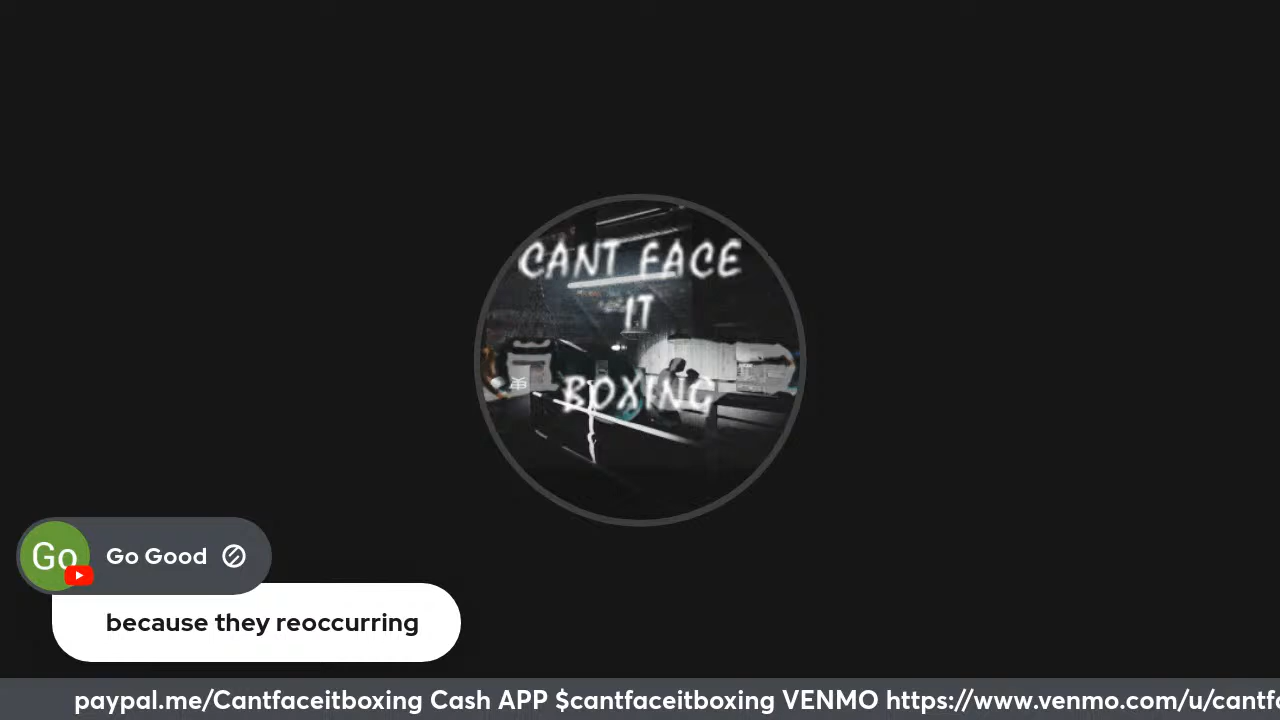 CANT FACE
IT
BOXING
Go Go Good
because they reoccurring
paypal.me/Cantfaceitboxing Cash APP $cantfaceitboxing VENMO https://www.venmo.com/u/cantf